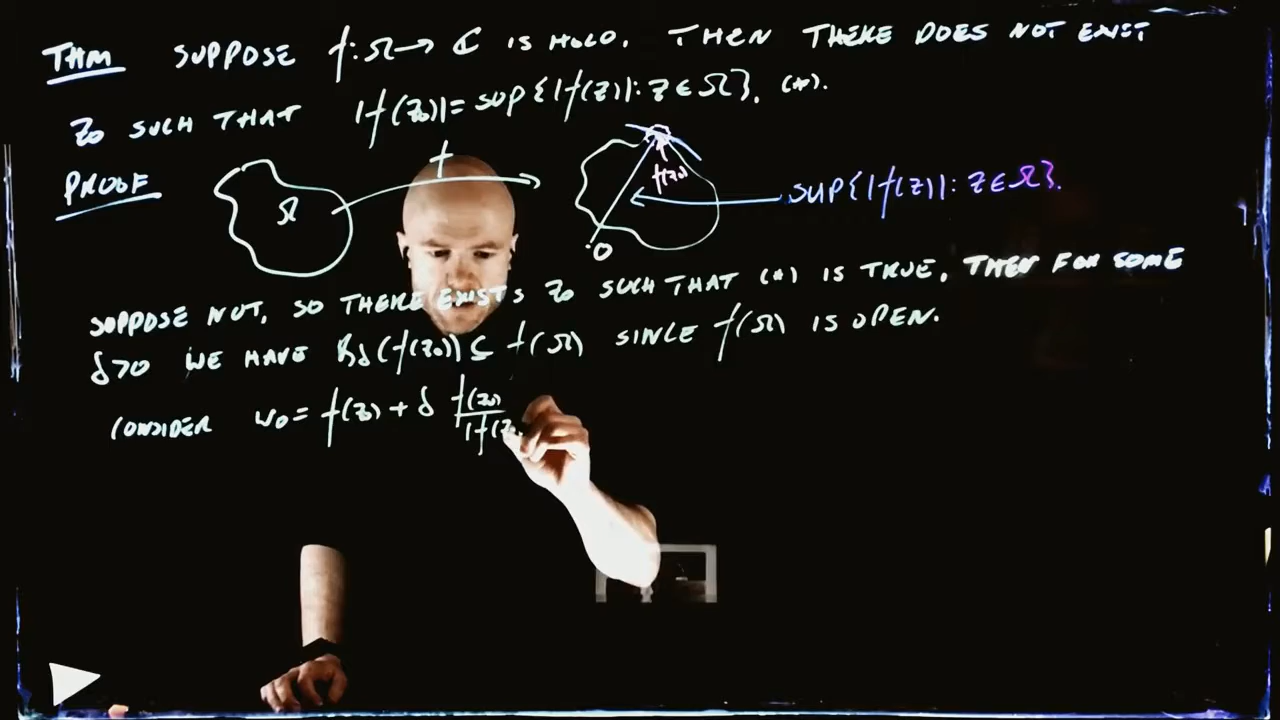 THM SUPPOSE f: Ω → ℂ IS HOLO. THEN THERE DOES NOT EXIST
z₀ SUCH THAT |f(z₀)| = SUP{|f(z)| : z ∈ Ω}. (*).
PROOF
f
Ω
f(z₀)
0
SUP{|f(z)| : z ∈ Ω}.
SUPPOSE NOT, SO THERE EXISTS z₀ SUCH THAT (*) IS TRUE, THEN FOR SOME
δ>0 WE HAVE Bδ(f(z₀)) ⊆ f(Ω) SINCE f(Ω) IS OPEN.
CONSIDER w₀ = f(z₀) + δ f(z₀) / |f(z₀